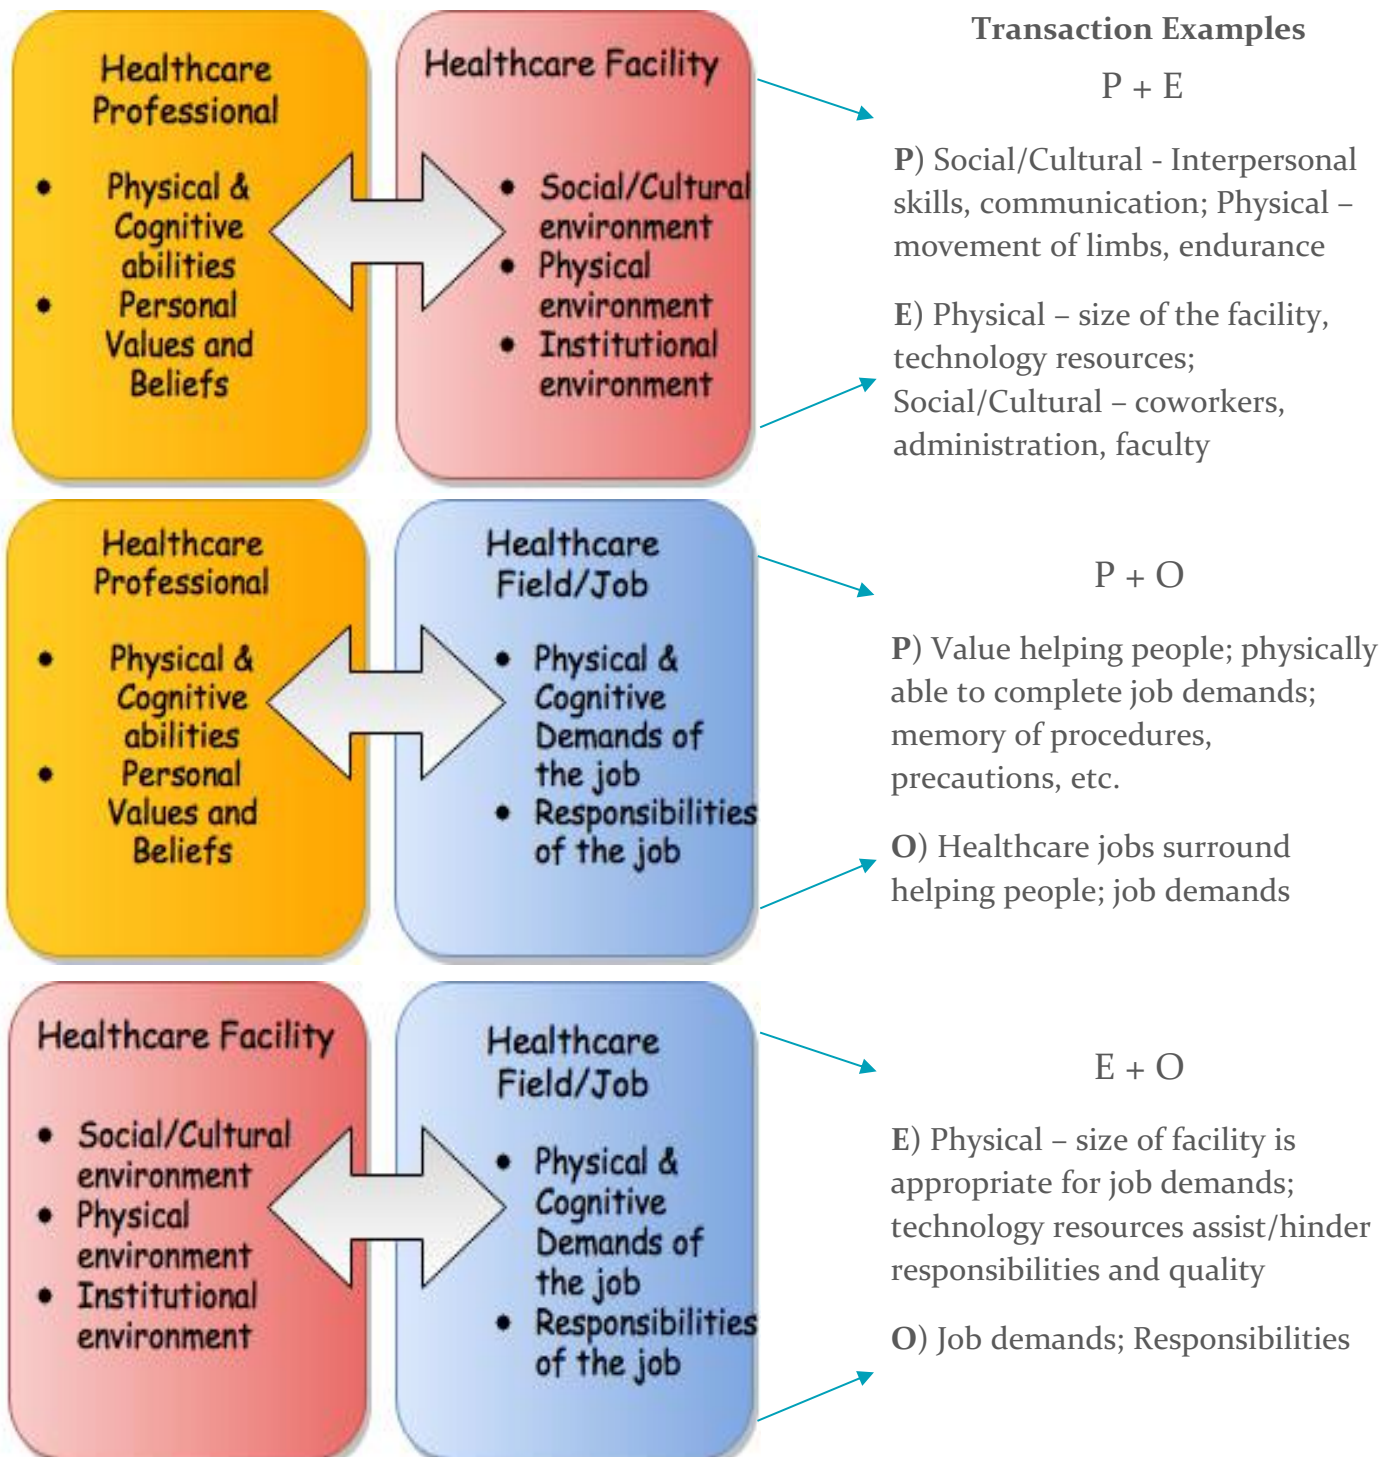 Transaction Examples
Healthcare
Professional
• Physical &
Cognitive
abilities
• Personal
Values and
Beliefs
Healthcare Facility
• Social/Cultural
environment
• Physical
environment
• Institutional
environment
P + E
P) Social/Cultural - Interpersonal
skills, communication; Physical –
movement of limbs, endurance
E) Physical – size of the facility,
technology resources;
Social/Cultural – coworkers,
administration, faculty
Healthcare
Professional
• Physical &
Cognitive
abilities
• Personal
Values and
Beliefs
Healthcare
Field/Job
• Physical &
Cognitive
Demands of
the job
• Responsibilities
of the job
P + O
P) Value helping people; physically
able to complete job demands;
memory of procedures,
precautions, etc.
O) Healthcare jobs surround
helping people; job demands
Healthcare Facility
• Social/Cultural
environment
• Physical
environment
• Institutional
environment
Healthcare
Field/Job
• Physical &
Cognitive
Demands of
the job
• Responsibilities
of the job
E + O
E) Physical – size of facility is
appropriate for job demands;
technology resources assist/hinder
responsibilities and quality
O) Job demands; Responsibilities